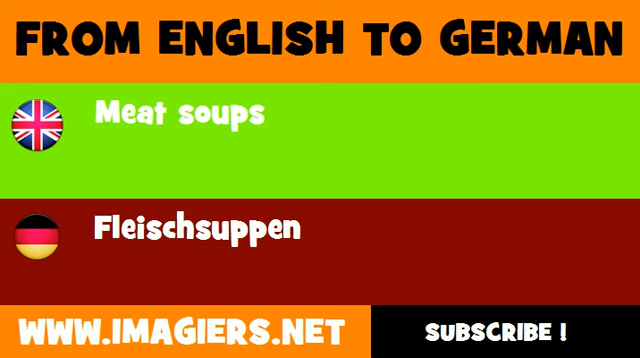 FROM ENGLISH TO GERMAN
Meat soups
Fleischsuppen
WWW.IMAGIERS.NET
SUBSCRIBE !